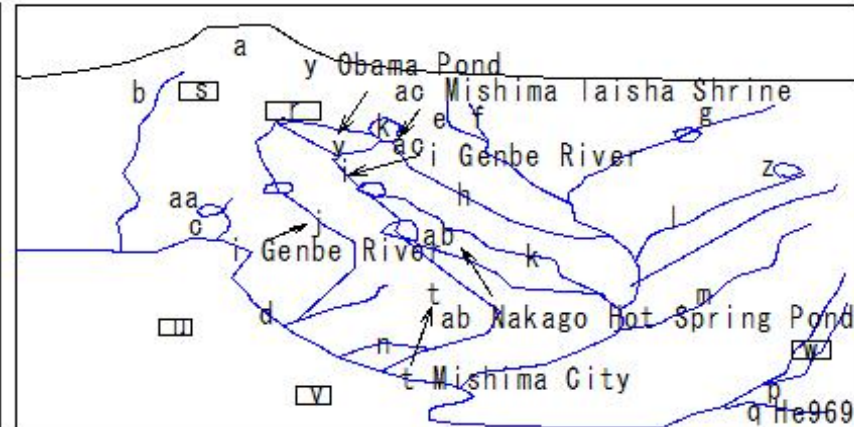 a
y Obama Pond
b
s
ac Mishima Taisha Shrine
r
k
e
f
g
y
ac
i Genbe River
i
z
h
aa
c
j
l
ab
i Genbe River
k
t
m
d
ab Nakago Hot Spring Pond
u
n
w
t Mishima City
v
p
q He969